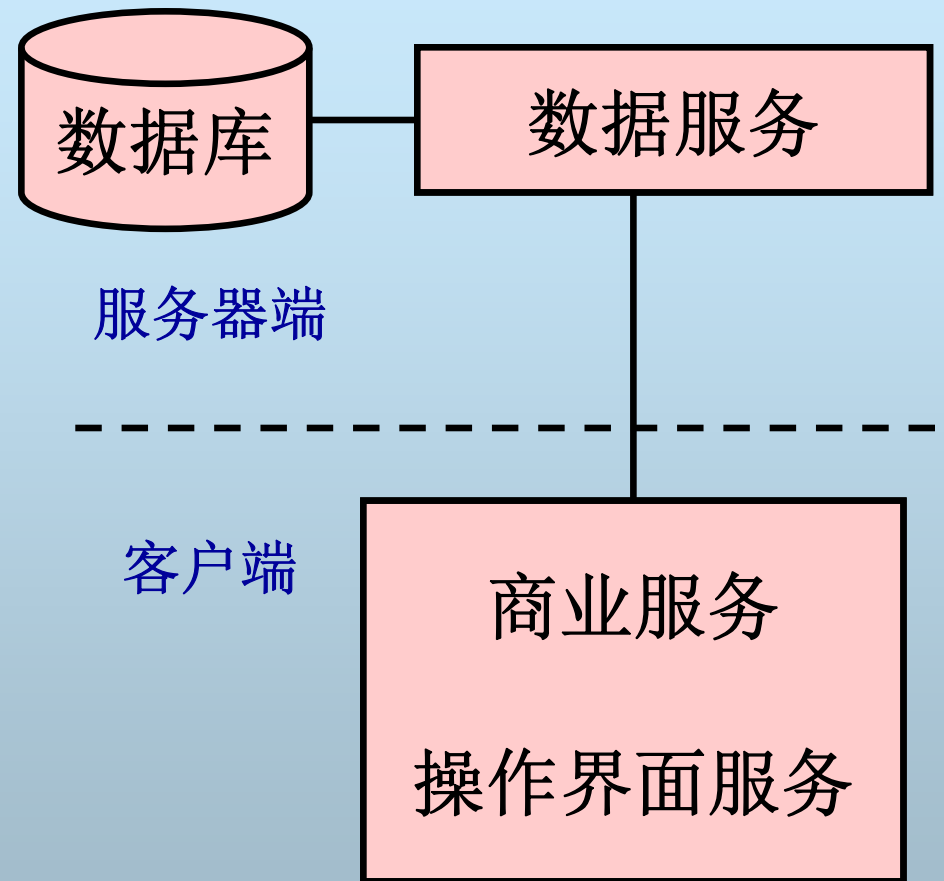 数据库
数据服务
服务器端
客户端
商业服务
操作界面服务